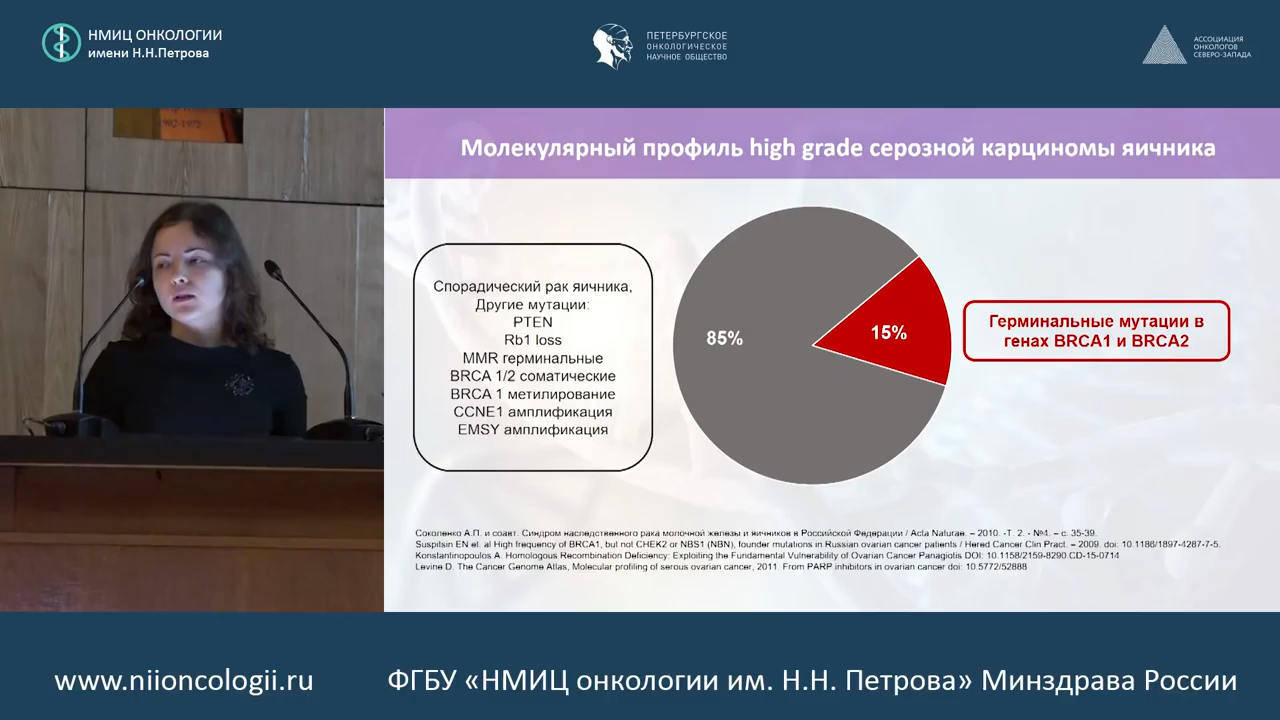 НМИЦ ОНКОЛОГИИ
имени Н.Н.Петрова
ПЕТЕРБУРГСКОЕ
ОНКОЛОГИЧЕСКОЕ
НАУЧНОЕ ОБЩЕСТВО
АССОЦИАЦИЯ
ОНКОЛОГОВ
СЕВЕРО-ЗАПАДА
902-1972
Молекулярный профиль high grade серозной карциномы яичника
Спорадический рак яичника,
Другие мутации:
PTEN
Rb1 loss
MMR герминальные
BRCA 1/2 соматические
BRCA 1 метилирование
CCNE1 амплификация
EMSY амплификация
85%
15%
Герминальные мутации в
генах BRCA1 и BRCA2
Соколенко А.П. и соавт. Синдром наследственного рака молочной железы и яичников в Российской Федерации / Acta Naturae. – 2010. -Т. 2. - №4. – с. 35-39.
Suspitsin EN et. al High frequency of BRCA1, but not CHEK2 or NBS1 (NBN), founder mutations in Russian ovarian cancer patients / Hered Cancer Clin Pract. – 2009. doi: 10.1186/1897-4287-7-5.
Konstantinopoulos A. Homologous Recombination Deficiency: Exploiting the Fundamental Vulnerability of Ovarian Cancer Panagiotis DOI: 10.1158/2159-8290.CD-15-0714
Levine D. The Cancer Genome Atlas, Molecular profiling of serous ovarian cancer, 2011. From PARP inhibitors in ovarian cancer doi: 10.5772/52888
www.niioncologii.ru
ФГБУ «НМИЦ онкологии им. Н.Н. Петрова» Минздрава России